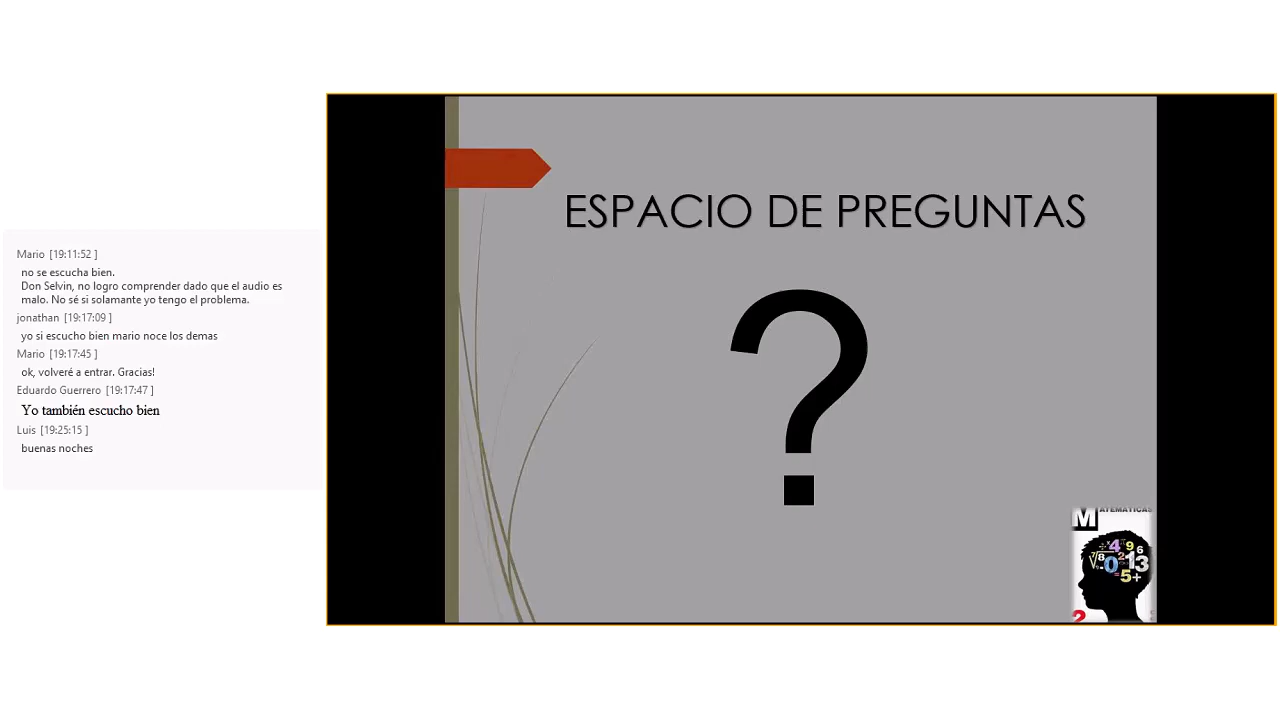 Mario [19:11:52 ]
no se escucha bien.
Don Selvin, no logro comprender dado que el audio es
malo. No sé si solamante yo tengo el problema.
jonathan [19:17:09 ]
yo si escucho bien mario noce los demas
Mario [19:17:45 ]
ok, volveré a entrar. Gracias!
Eduardo Guerrero [19:17:47 ]
Yo también escucho bien
Luis [19:25:15 ]
buenas noches
ESPACIO DE PREGUNTAS
?
MATEMATICAS
2